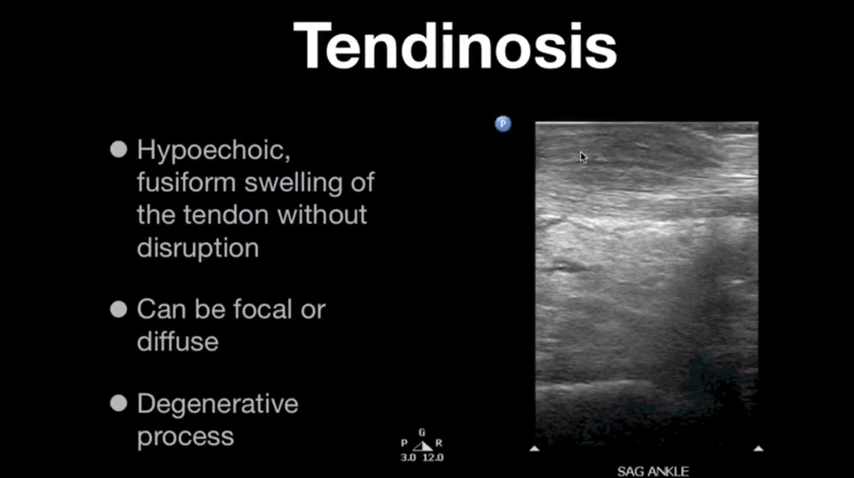 Tendinosis
Hypoechoic,
fusiform swelling of
the tendon without
disruption
Can be focal or
diffuse
Degenerative
process
P
G
P R
3.0 12.0
SAG ANKLE